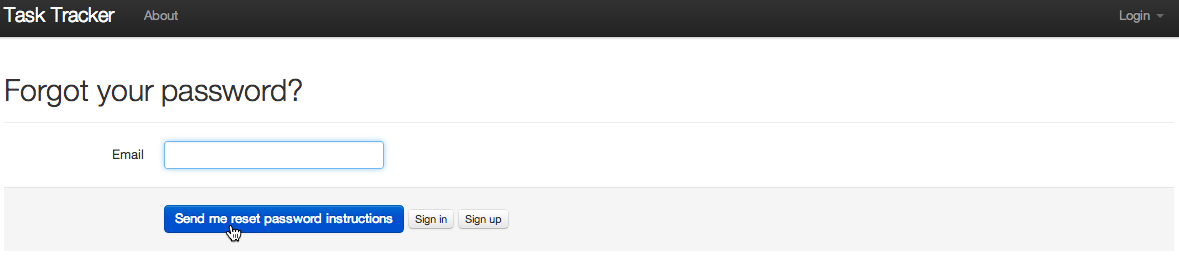 Task Tracker About Login
Forgot your password?
Email
Send me reset password instructions Sign in Sign up